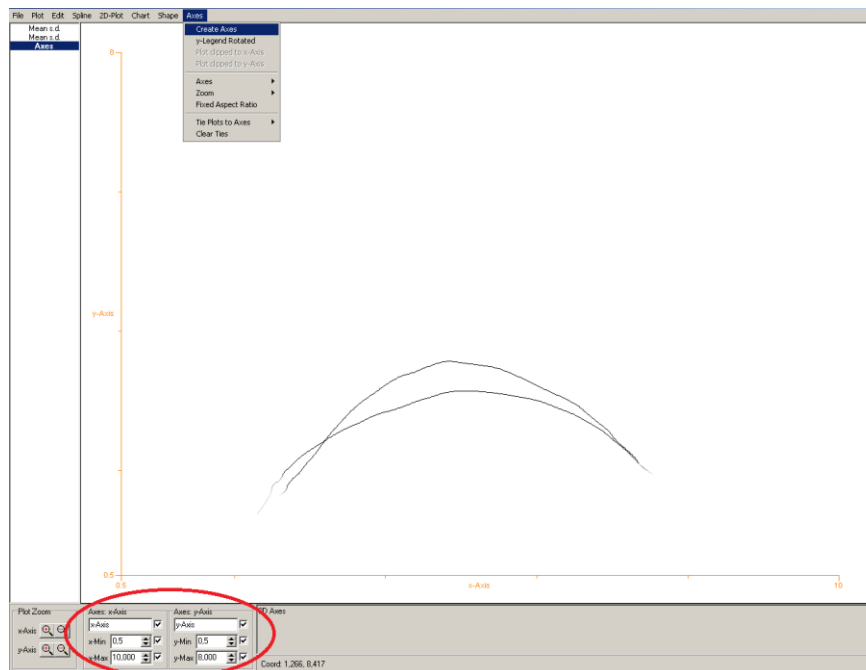 File Plot Edit Spline 2D-Plot Chart Shape Axes
Mean s.d.
Mean s.d.
Axes
Create Axes
y-Legend Rotated
Plot clipped to x-Axis
Plot clipped to y-Axis
Axes
Zoom
Fixed Aspect Ratio
Tie Plots to Axes
Clear Ties
8
y-Axis
0.5
0.5
x-Axis
10
Plot Zoom
x-Axis
y-Axis
Axes: x-Axis
x-Axis
x-Min 0,5
x-Max 10,000
Axes: y-Axis
y-Axis
y-Min 0,5
y-Max 8,000
D Axes
Coord: 1,266, 8,417